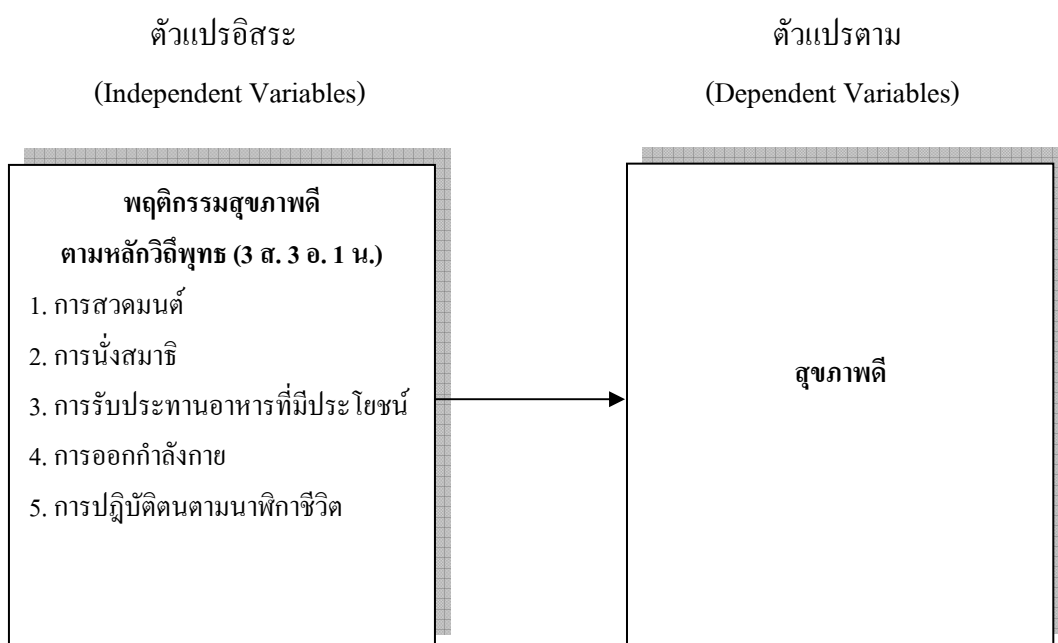 ตัวแปรอิสระ
(Independent Variables)
ตัวแปรตาม
(Dependent Variables)
พฤติกรรมสุขภาพดี
ตามหลักวิถีพุทธ (3 ส. 3 อ. 1 น.)
1. การสวดมนต์
2. การนั่งสมาธิ
3. การรับประทานอาหารที่มีประโยชน์
4. การออกกำลังกาย
5. การปฎิบัติตนตามนาฬิกาชีวิต
สุขภาพดี